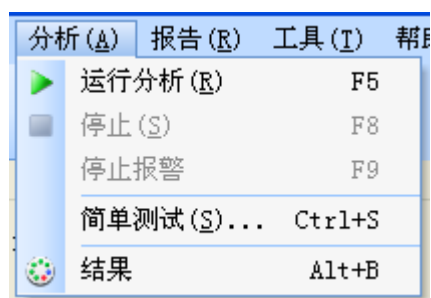 分析(A) 报告(R) 工具(T) 帮
运行分析(R) F5
停止(S) F8
停止报警 F9
简单测试(S)... Ctrl+S
结果 Alt+B